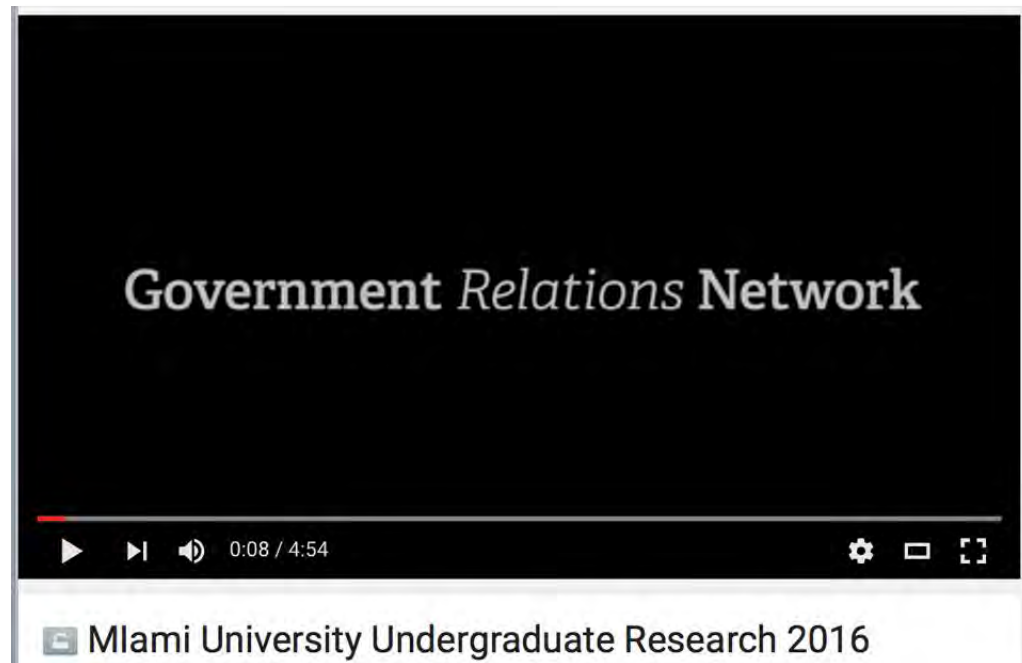 Government Relations Network
0:08 / 4:54
MIami University Undergraduate Research 2016